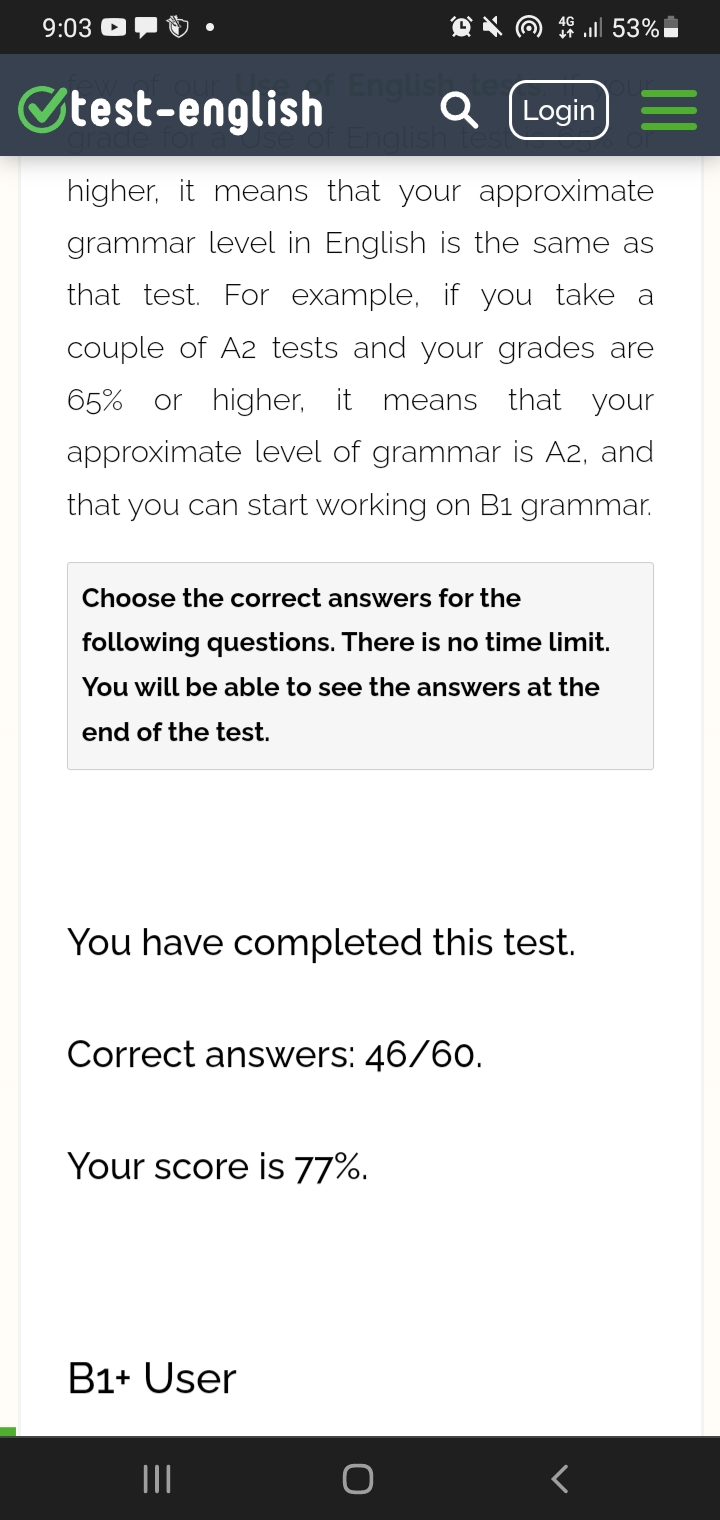 9:03
4G
53%
few of our Use of English tests. If your
test-english
Login
grade for a Use of English test is 65% or
higher, it means that your approximate
grammar level in English is the same as
that test. For example, if you take a
couple of A2 tests and your grades are
65% or higher, it means that your
approximate level of grammar is A2, and
that you can start working on B1 grammar.
Choose the correct answers for the
following questions. There is no time limit.
You will be able to see the answers at the
end of the test.
You have completed this test.
Correct answers: 46/60.
Your score is 77%.
B1+ User